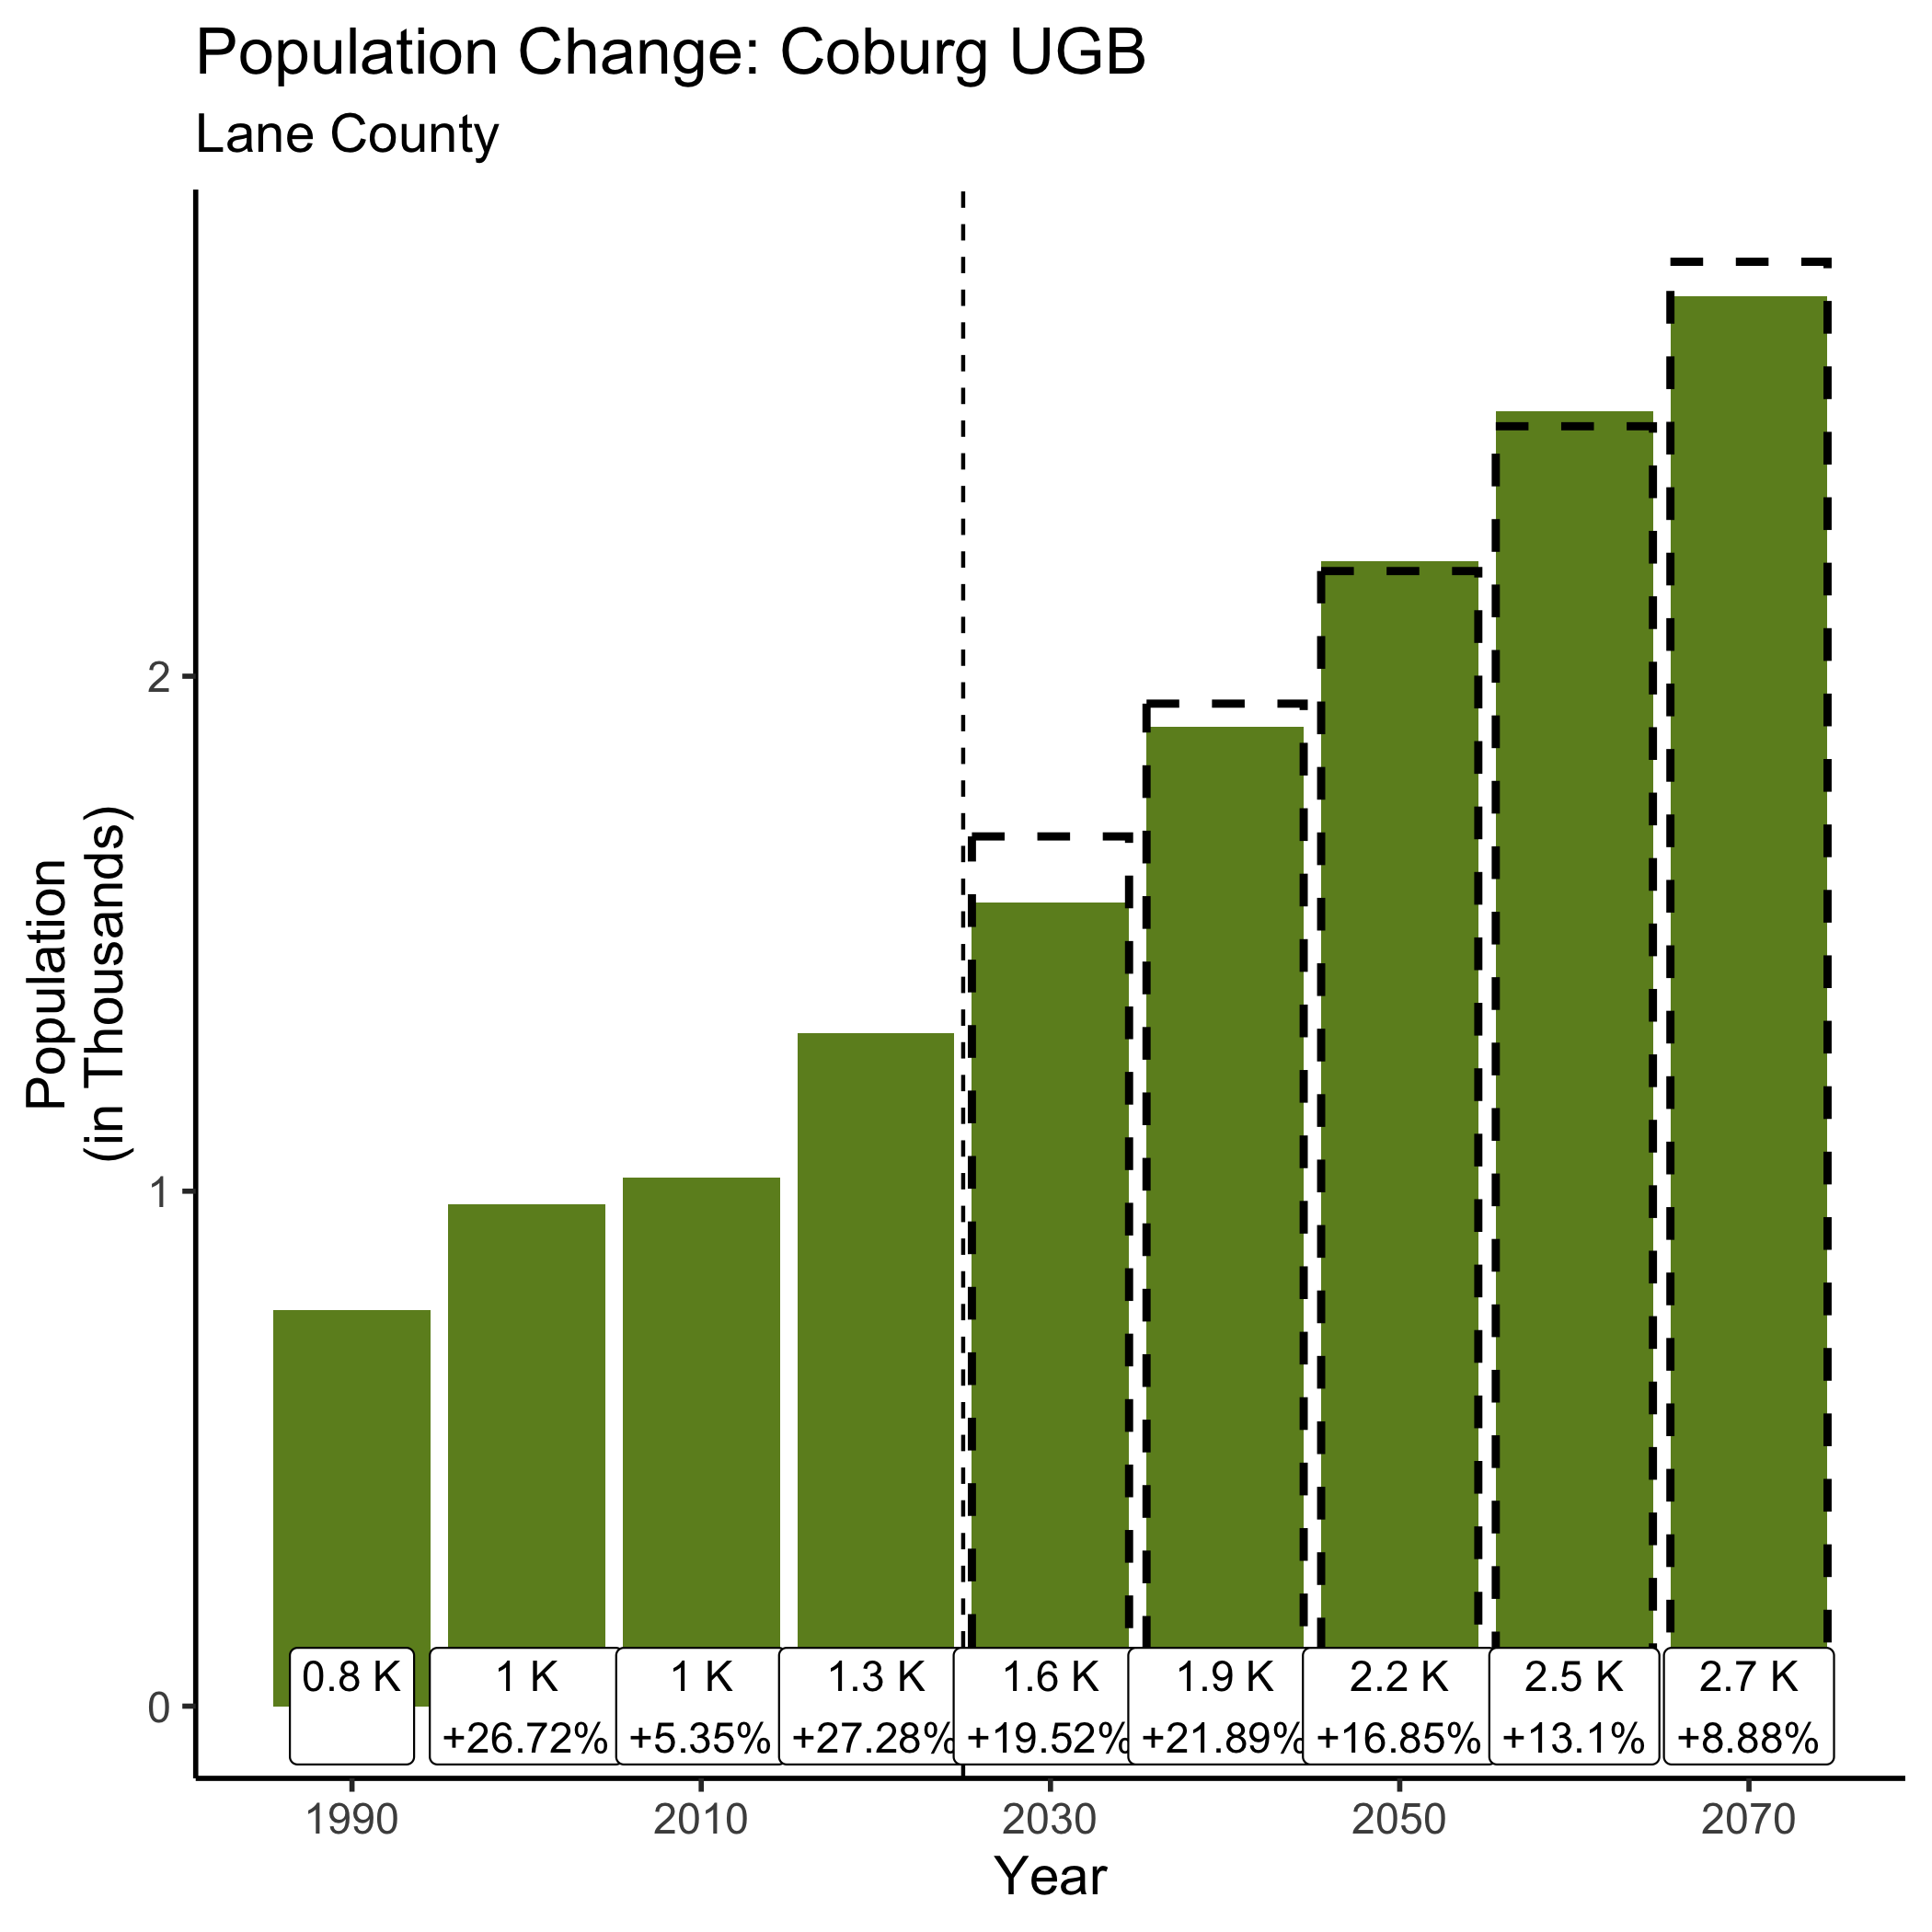 Population Change: Coburg UGB
Lane County
Population
(in Thousands)
2
1
0
0.8 K
1 K
+26.72%
1 K
+5.35%
1.3 K
+27.28%
1.6 K
+19.52%
1.9 K
+21.89%
2.2 K
+16.85%
2.5 K
+13.1%
2.7 K
+8.88%
1990
2010
2030
2050
2070
Year